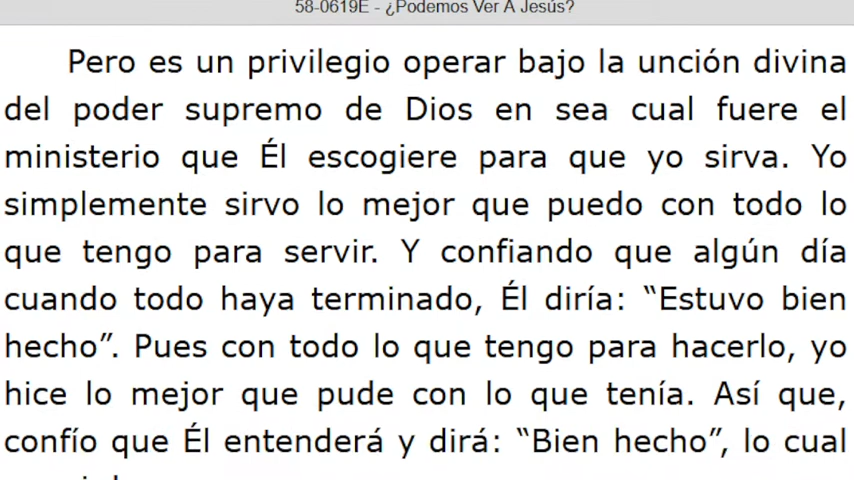 58-0619E - ¿Podemos Ver A Jesús?
Pero es un privilegio operar bajo la unción divina
del poder supremo de Dios en sea cual fuere el
ministerio que Él escogiere para que yo sirva. Yo
simplemente sirvo lo mejor que puedo con todo lo
que tengo para servir. Y confiando que algún día
cuando todo haya terminado, Él diría: “Estuvo bien
hecho”. Pues con todo lo que tengo para hacerlo, yo
hice lo mejor que pude con lo que tenía. Así que,
confío que Él entenderá y dirá: “Bien hecho”, lo cual